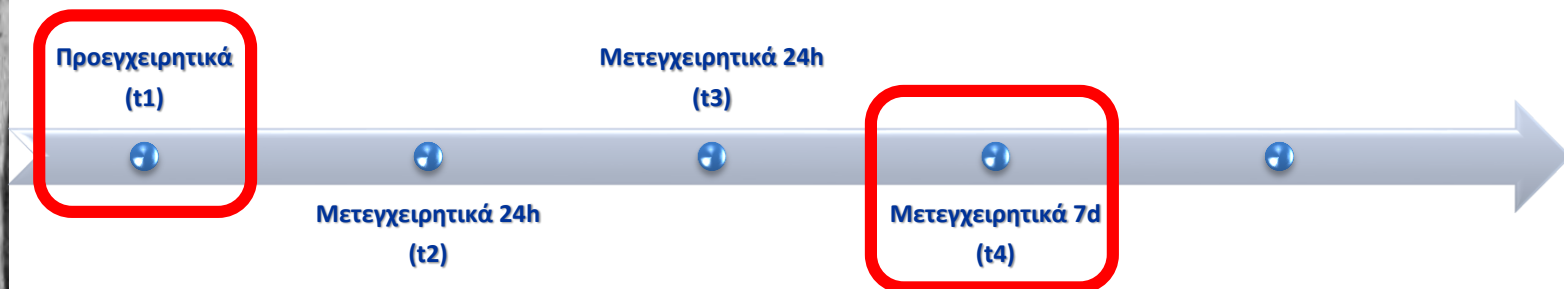 Προεγχειρητικά
(t1)
Μετεγχειρητικά 24h
(t2)
Μετεγχειρητικά 24h
(t3)
Μετεγχειρητικά 7d
(t4)